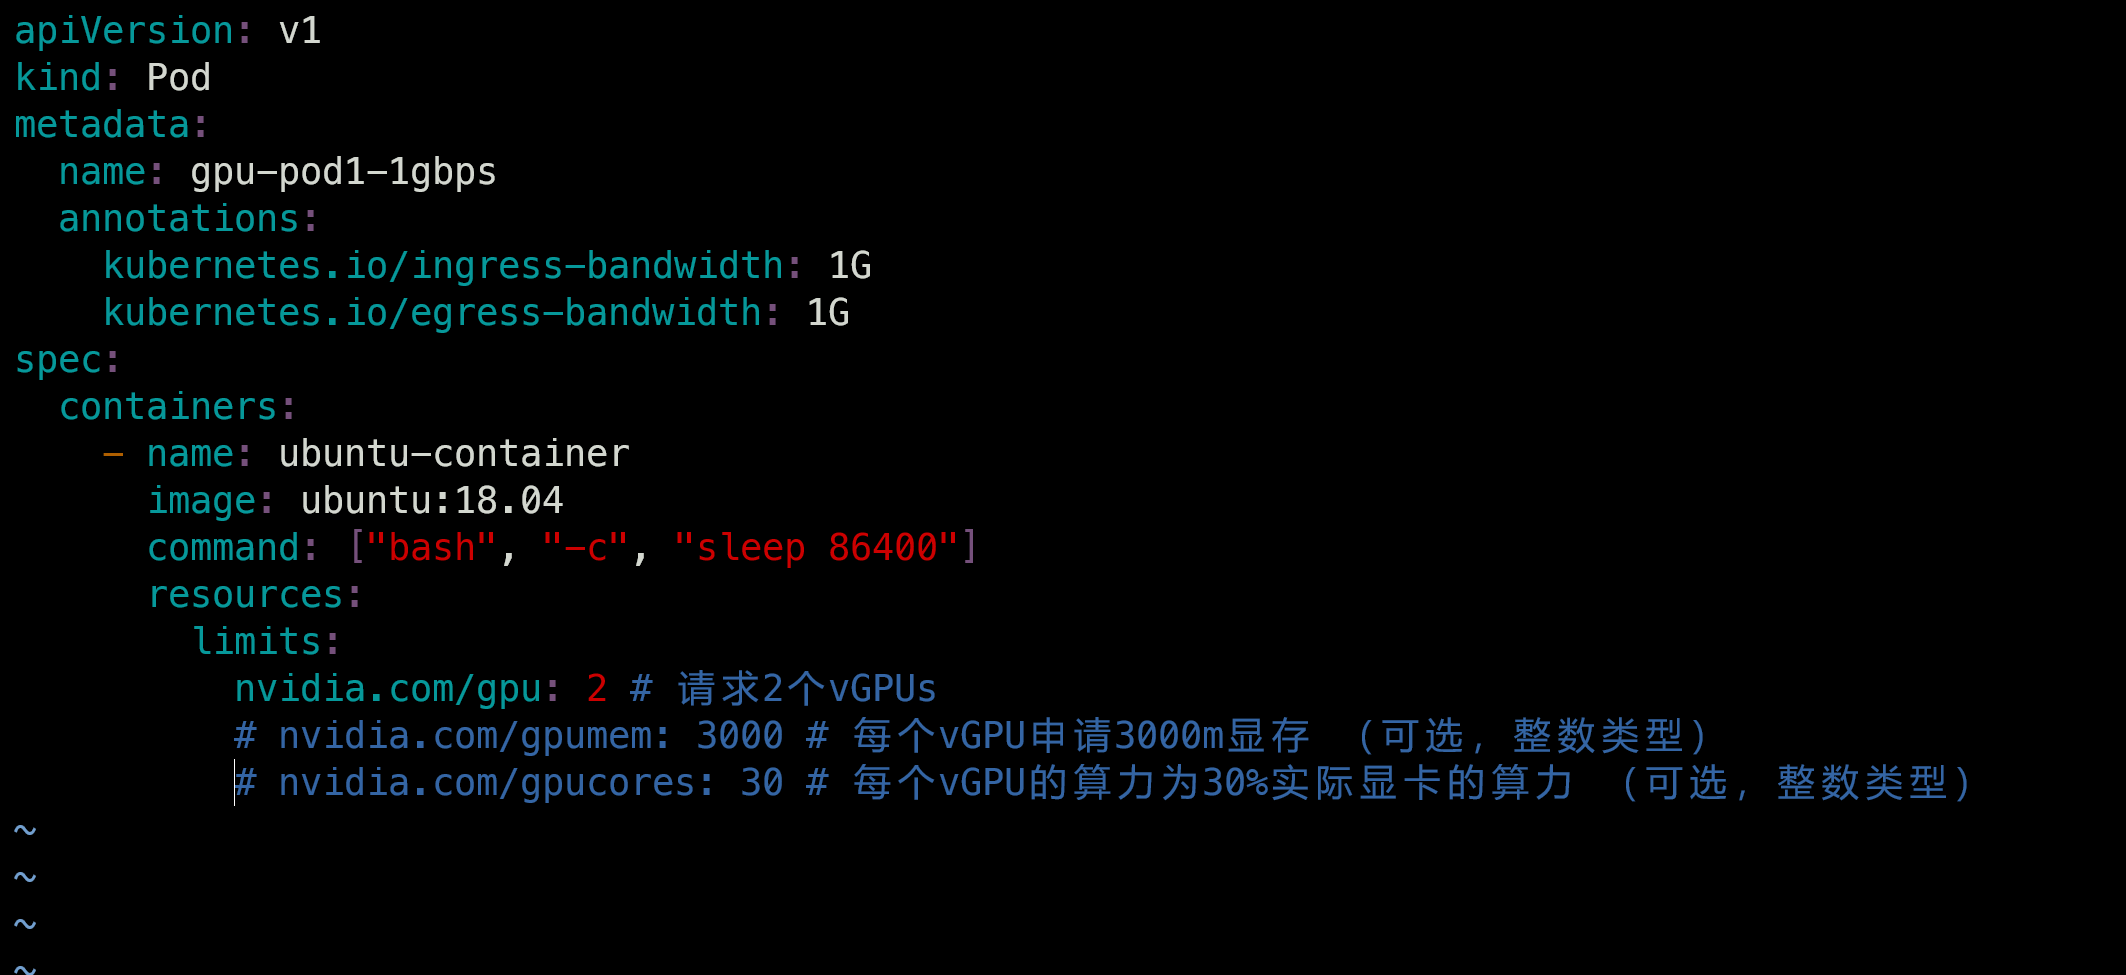 apiVersion: v1
kind: Pod
metadata:
  name: gpu-pod1-1gbps
  annotations:
    kubernetes.io/ingress-bandwidth: 1G
    kubernetes.io/egress-bandwidth: 1G
spec:
  containers:
    - name: ubuntu-container
      image: ubuntu:18.04
      command: ["bash", "-c", "sleep 86400"]
      resources:
        limits:
          nvidia.com/gpu: 2 # 请求2个vGPUs
          # nvidia.com/gpumem: 3000 # 每个vGPU申请3000m显存 （可选，整数类型）
          # nvidia.com/gpucores: 30 # 每个vGPU的算力为30%实际显卡的算力 （可选，整数类型）
~
~
~
~